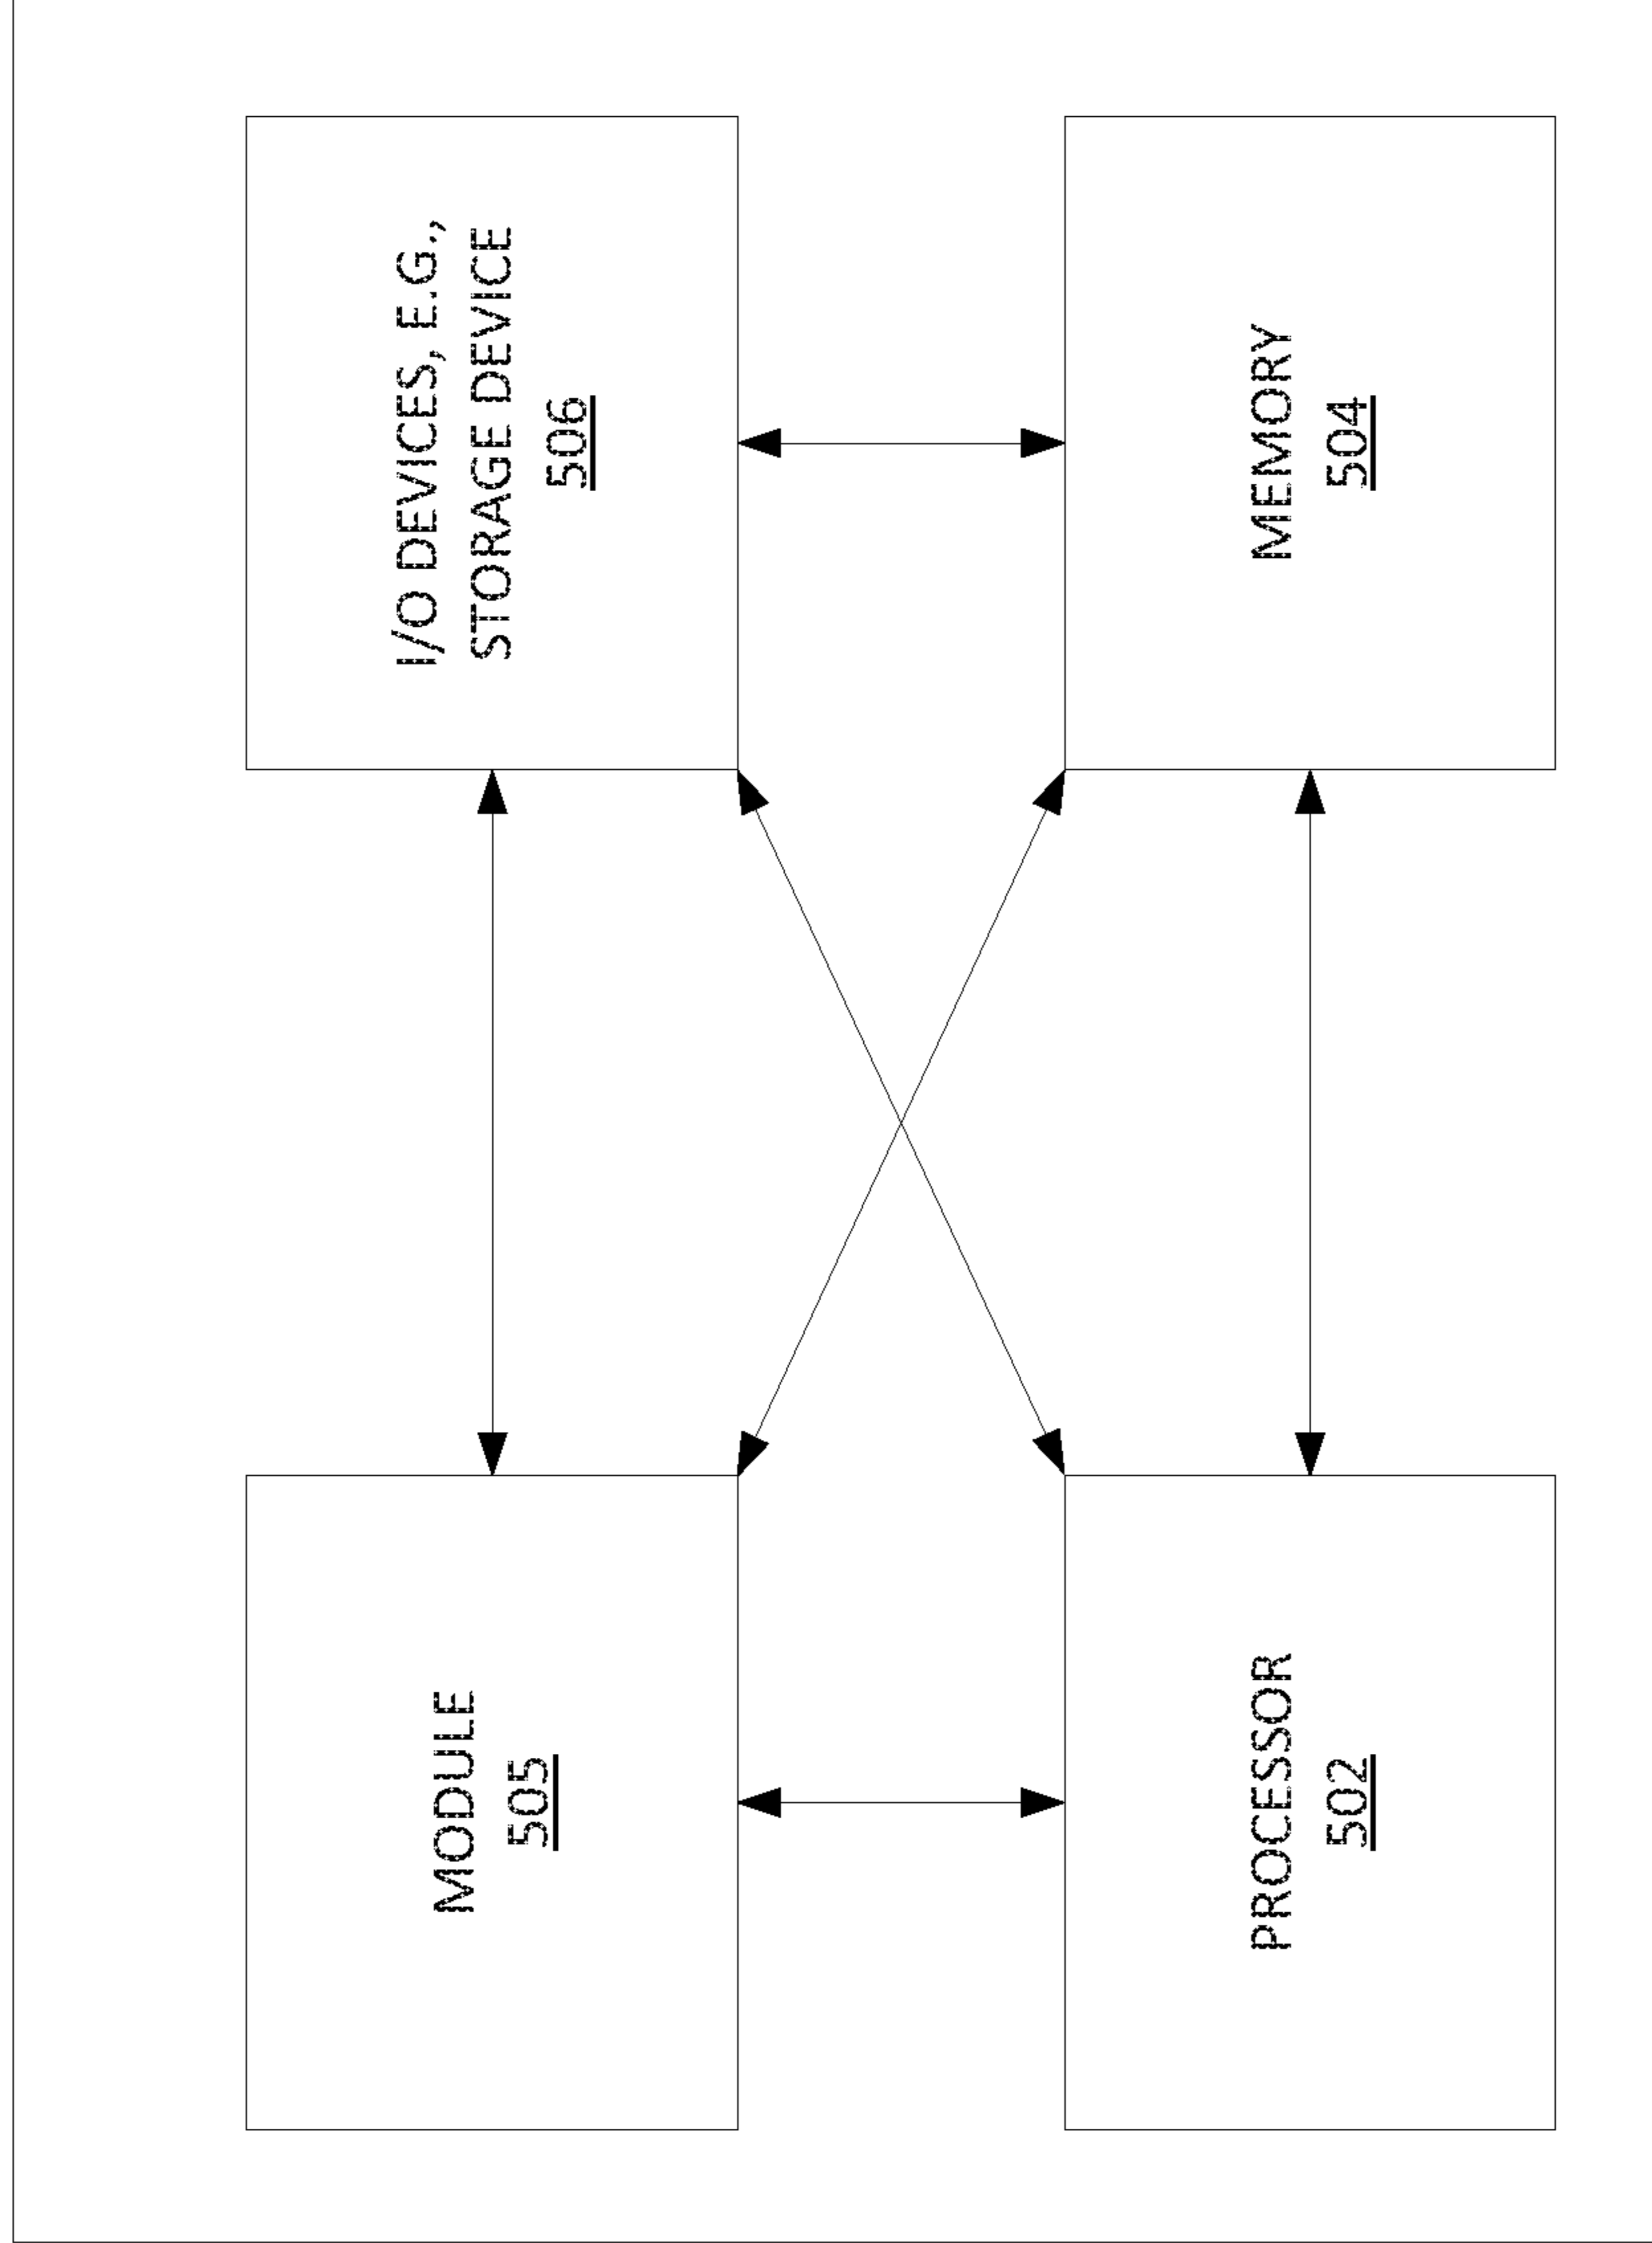 MODULE
505
I/O DEVICES, E.G.,
STORAGE DEVICE
506
PROCESSOR
502
MEMORY
504